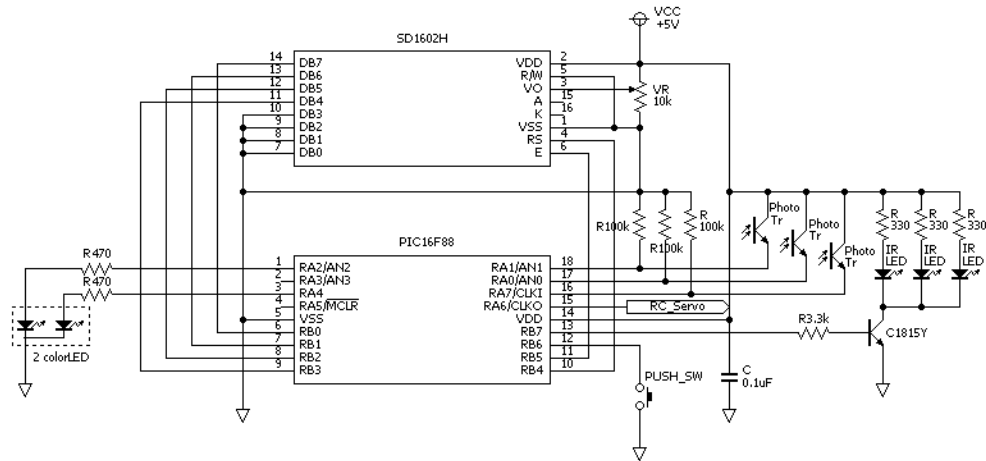 VCC
+5V
SD1602H
14 DB7 VDD 2
13 DB6 R/W 5
12 DB5 VO 3
11 DB4 A 15
10 DB3 K 16
9 DB2 VSS 1
8 DB1 RS 4
7 DB0 E 6
VR
10k
R100k
R100k
R
100k
Photo
Tr
Photo
Tr
Photo
Tr
R
330
R
330
R
330
IR
LED
IR
LED
IR
LED
PIC16F88
R470
R470
1 RA2/AN2 RA1/AN1 18
2 RA3/AN3 RA0/AN0 17
3 RA4 RA7/CLKI 16
4 RA5/MCLR RA6/CLKO 15
5 VSS VDD 14
6 RB0 RB7 13
7 RB1 RB6 12
8 RB2 RB5 11
9 RB3 RB4 10
RC_Servo
R3.3k
C1815Y
2 colorLED
C
0.1uF
PUSH_SW